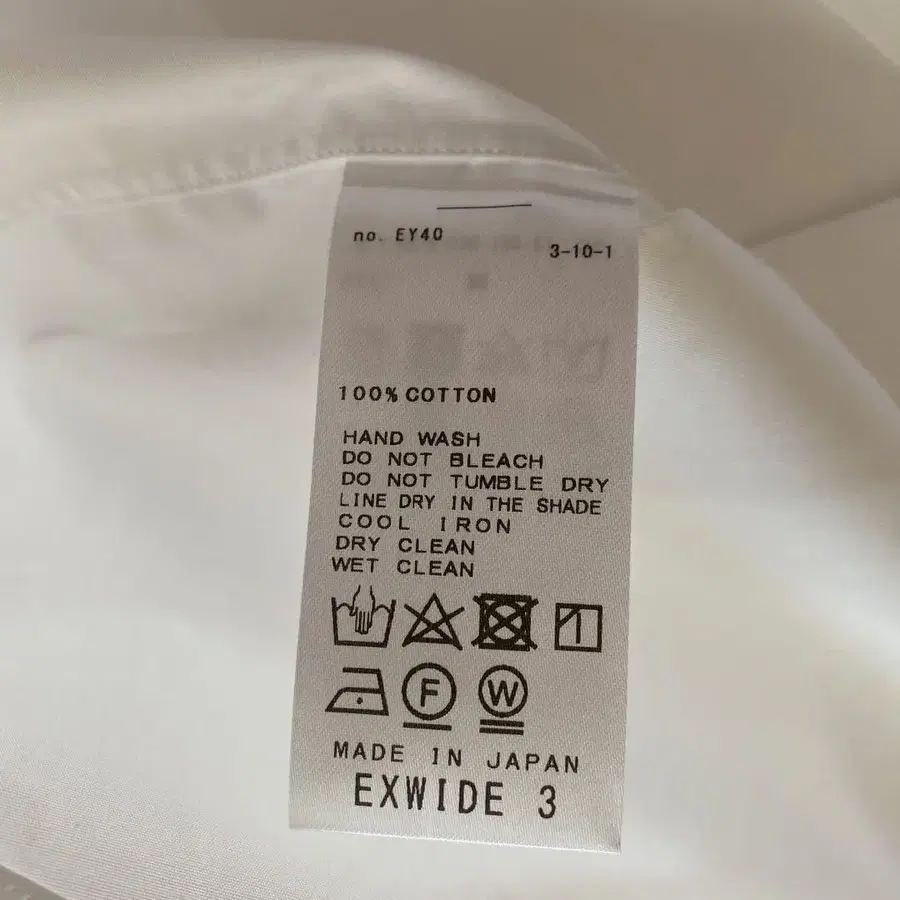 no. EY40
3-10-1
100% COTTON
HAND WASH
DO NOT BLEACH
DO NOT TUMBLE DRY
LINE DRY IN THE SHADE
COOL IRON
DRY CLEAN
WET CLEAN
F W
MADE IN JAPAN
EXWIDE 3